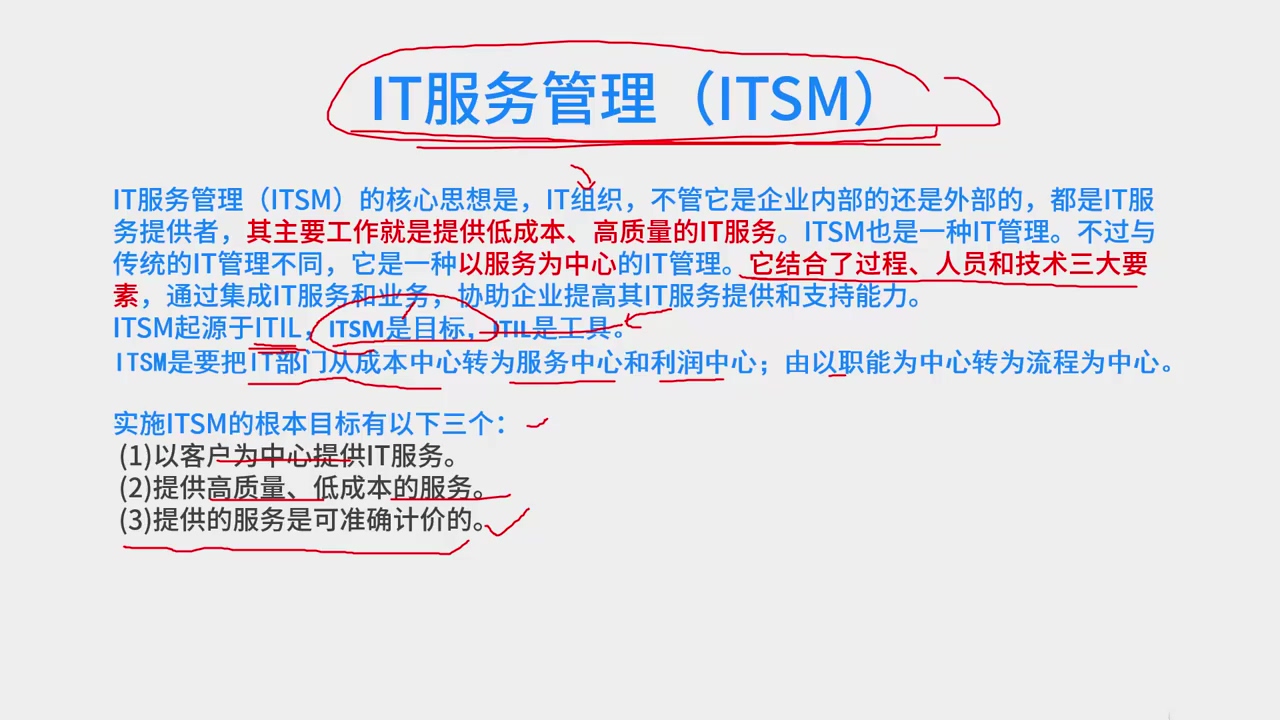 IT服务管理（ITSM）
IT服务管理（ITSM）的核心思想是，IT组织，不管它是企业内部的还是外部的，都是IT服
务提供者，其主要工作就是提供低成本、高质量的IT服务。ITSM也是一种IT管理。不过与
传统的IT管理不同，它是一种以服务为中心的IT管理。它结合了过程、人员和技术三大要
素，通过集成IT服务和业务，协助企业提高其IT服务提供和支持能力。
ITSM起源于ITIL，ITSM是目标，ITIL是工具。
ITSM是要把IT部门从成本中心转为服务中心和利润中心；由以职能为中心转为流程为中心。
实施ITSM的根本目标有以下三个：
(1)以客户为中心提供IT服务。
(2)提供高质量、低成本的服务。
(3)提供的服务是可准确计价的。